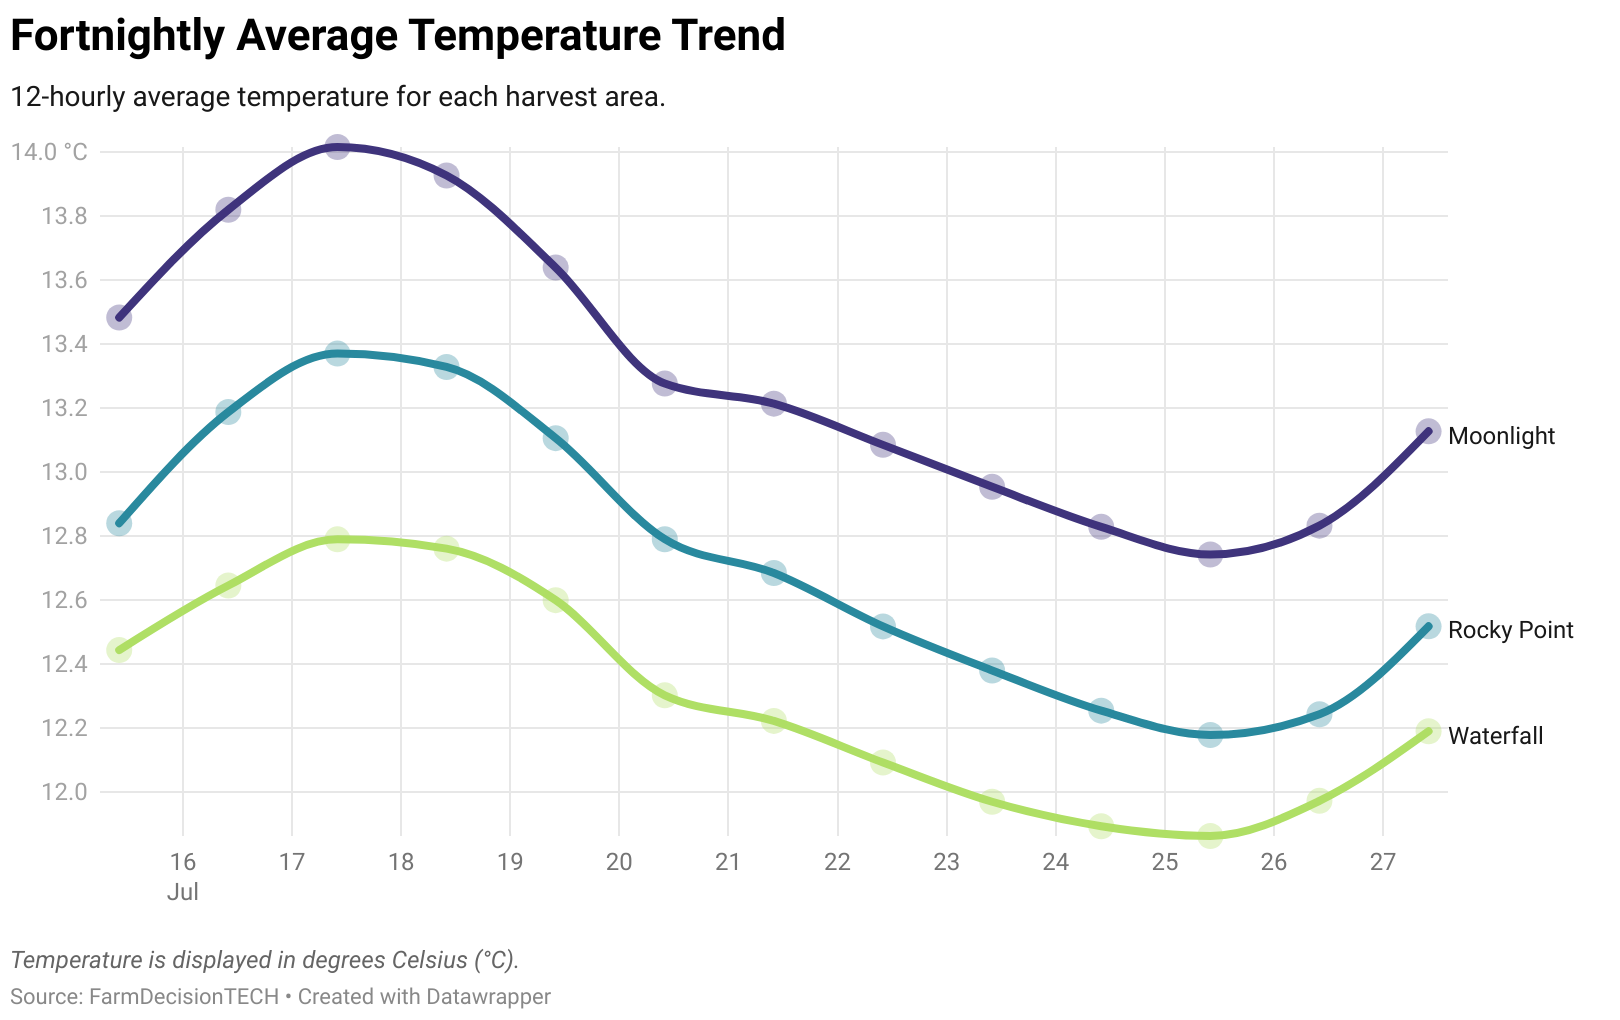 Fortnightly Average Temperature Trend
12-hourly average temperature for each harvest area.
14.0 °C
13.8
13.6
13.4
13.2
13.0
12.8
12.6
12.4
12.2
12.0
Moonlight
Rocky Point
Waterfall
16 17 18 19 20 21 22 23 24 25 26 27
Jul
Temperature is displayed in degrees Celsius (°C).
Source: FarmDecisionTECH • Created with Datawrapper